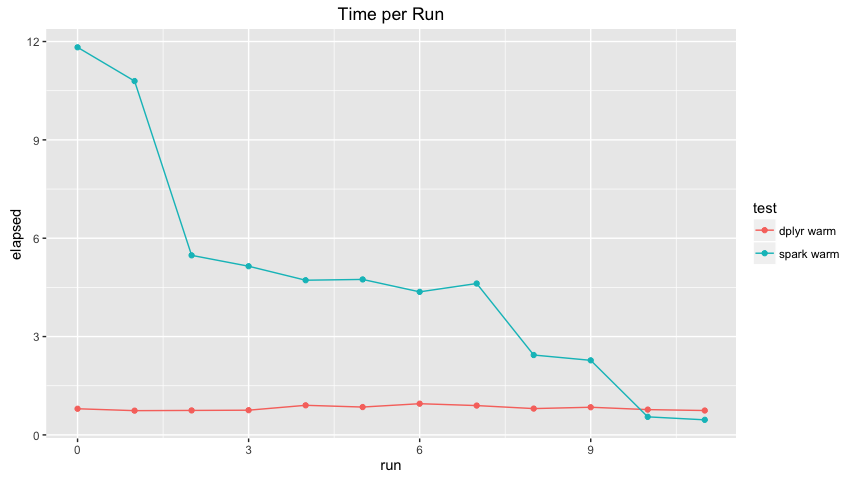 Time per Run
elapsed
12
9
6
3
0
0 3 6 9
run
test
dplyr warm
spark warm